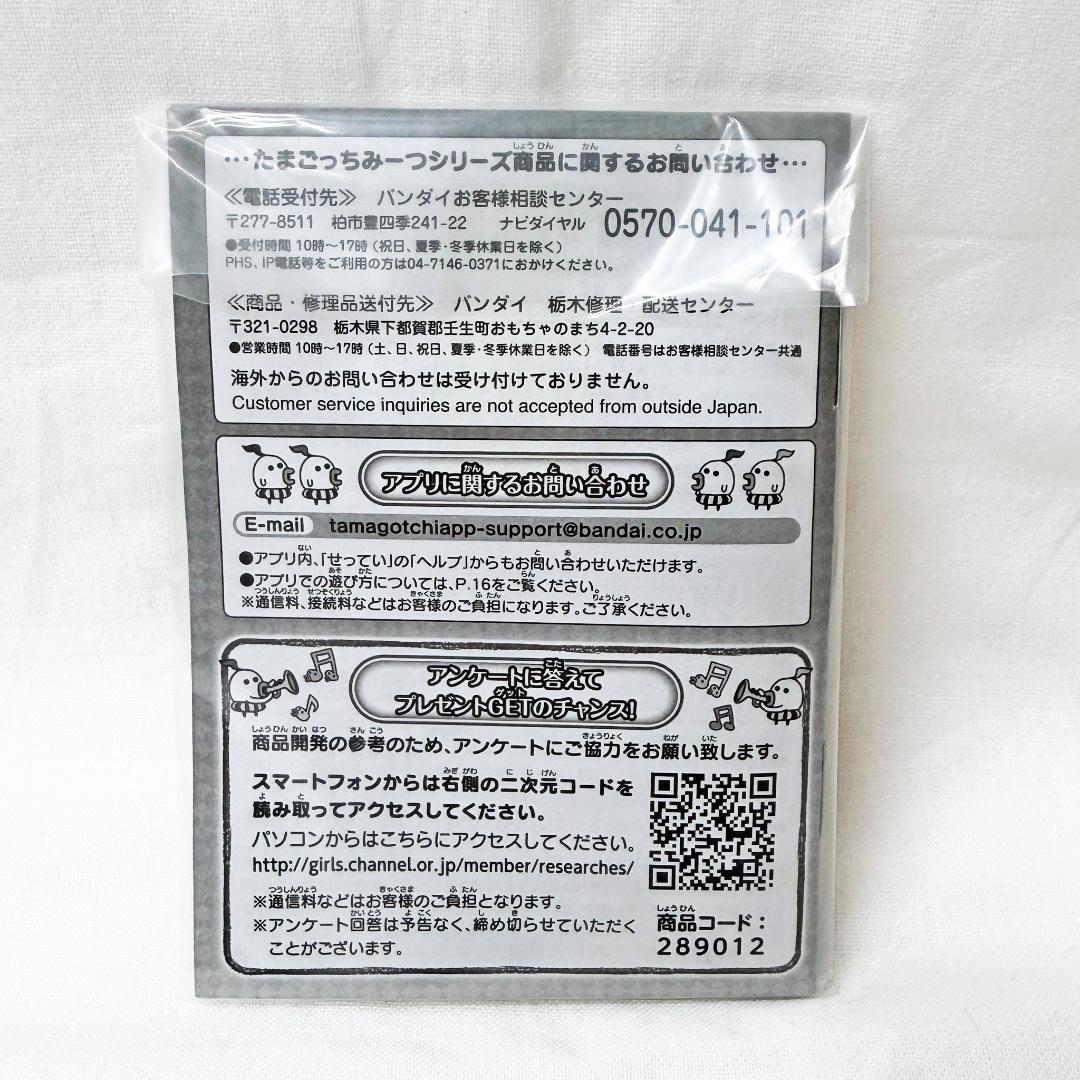 …たまごっちみーつシリーズ商品に関するお問い合わせ…
≪電話受付先≫ バンダイお客様相談センター
〒277-8511 柏市豊四季241-22 ナビダイヤル 0570-041-101
●受付時間 10時〜17時（祝日、夏季・冬季休業日を除く）
PHS、IP電話等をご利用の方は04-7146-0371におかけください。
≪商品・修理品送付先≫ バンダイ 栃木修理・配送センター
〒321-0298 栃木県下都賀郡壬生町おもちゃのまち4-2-20
●営業時間 10時〜17時（土、日、祝日、夏季・冬季休業日を除く） 電話番号はお客様相談センター共通
海外からのお問い合わせは受け付けておりません。
Customer service inquiries are not accepted from outside Japan.
アプリに関するお問い合わせ
E-mail tamagotchiapp-support@bandai.co.jp
●アプリ内、「せってい」の「ヘルプ」からもお問い合わせいただけます。
●アプリでの遊び方については、P.16をご覧ください。
※通信料、接続料などはお客様のご負担になります。ご了承ください。
アンケートに答えて
プレゼントGETのチャンス!
商品開発の参考のため、アンケートにご協力をお願い致します。
スマートフォンからは右側の二次元コードを
読み取ってアクセスしてください。
パソコンからはこちらにアクセスしてください。
http://girls.channel.or.jp/member/researches/
※通信料などはお客様のご負担となります。
※アンケート回答は予告なく、締め切らせていただく
ことがございます。
商品コード：
289012